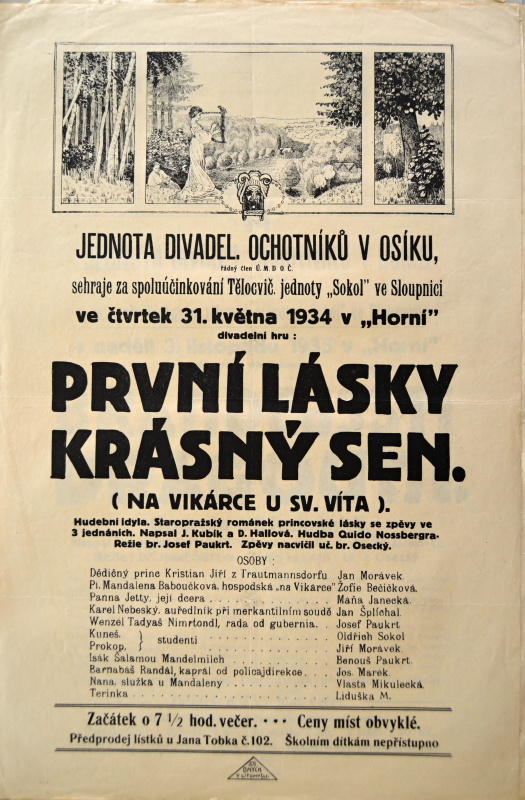 JEDNOTA DIVADEL. OCHOTNÍKŮ V OSÍKU,
řádný člen Ú. M. D. O. Č.
sehraje za spoluúčinkování Tělocvič. jednoty „Sokol” ve Sloupnici
ve čtvrtek 31. května 1934 v „Horní”
divadelní hru :
PRVNÍ LÁSKY
KRÁSNÝ SEN.
( NA VIKÁRCE U SV. VÍTA ).
Hudební idyla. Staropražský románek princovské lásky se zpěvy ve
3 jednáních. Napsal J. Kubík a D. Hallová. Hudba Quido Nossbergra.
Režie br. Josef Paukrt. Zpěvy nacvičil uč. br. Osecký.
OSOBY :
Dědičný princ Kristian Jiří z Trautmannsdorfu Jan Morávek.
Pí. Mandalena Baboučková, hospodská „na Vikárce” Žofie Bečičková.
Panna Jetty, její dcera . . . . . . . . . . . . Maňa Janecká.
Karel Nebeský, auředlník při merkantilním soudě Jan Šplíchal.
Wenzel Tadyaš Nimrtondl, rada od gubernia. . Josef Paukrt
Kuneš. } studenti . . . . . . . . . . . . Oldřich Sokol
Prokop. } . . . . . . . . . . . . Jiří Morávek.
Isák Šalamou Mandelmilch . . . . . . . . . . Benouš Paukrt.
Barnabáš Randál, kaprál od policajdirekce. . . Jos. Marek.
Nana, služka u Mandaleny . . . . . . . . . . Vlasta Mikulecká.
Terinka . . . . . . . . . . . . . . . . . . Liduška M.
Začátek o 7 1/2 hod. večer. ··· Ceny míst obvyklé.
Předprodej lístků u Jana Tobka č. 102. Školním dítkám nepřístupno